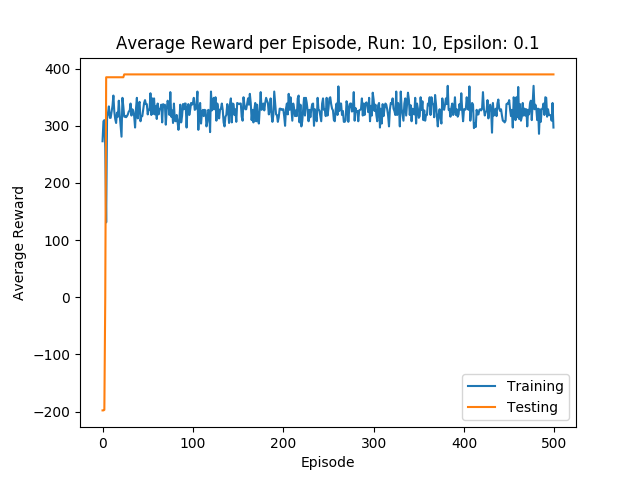 Average Reward per Episode, Run: 10, Epsilon: 0.1
400
300
200
100
0
−100
−200
Average Reward
0
100
200
300
400
500
Episode
Training
Testing